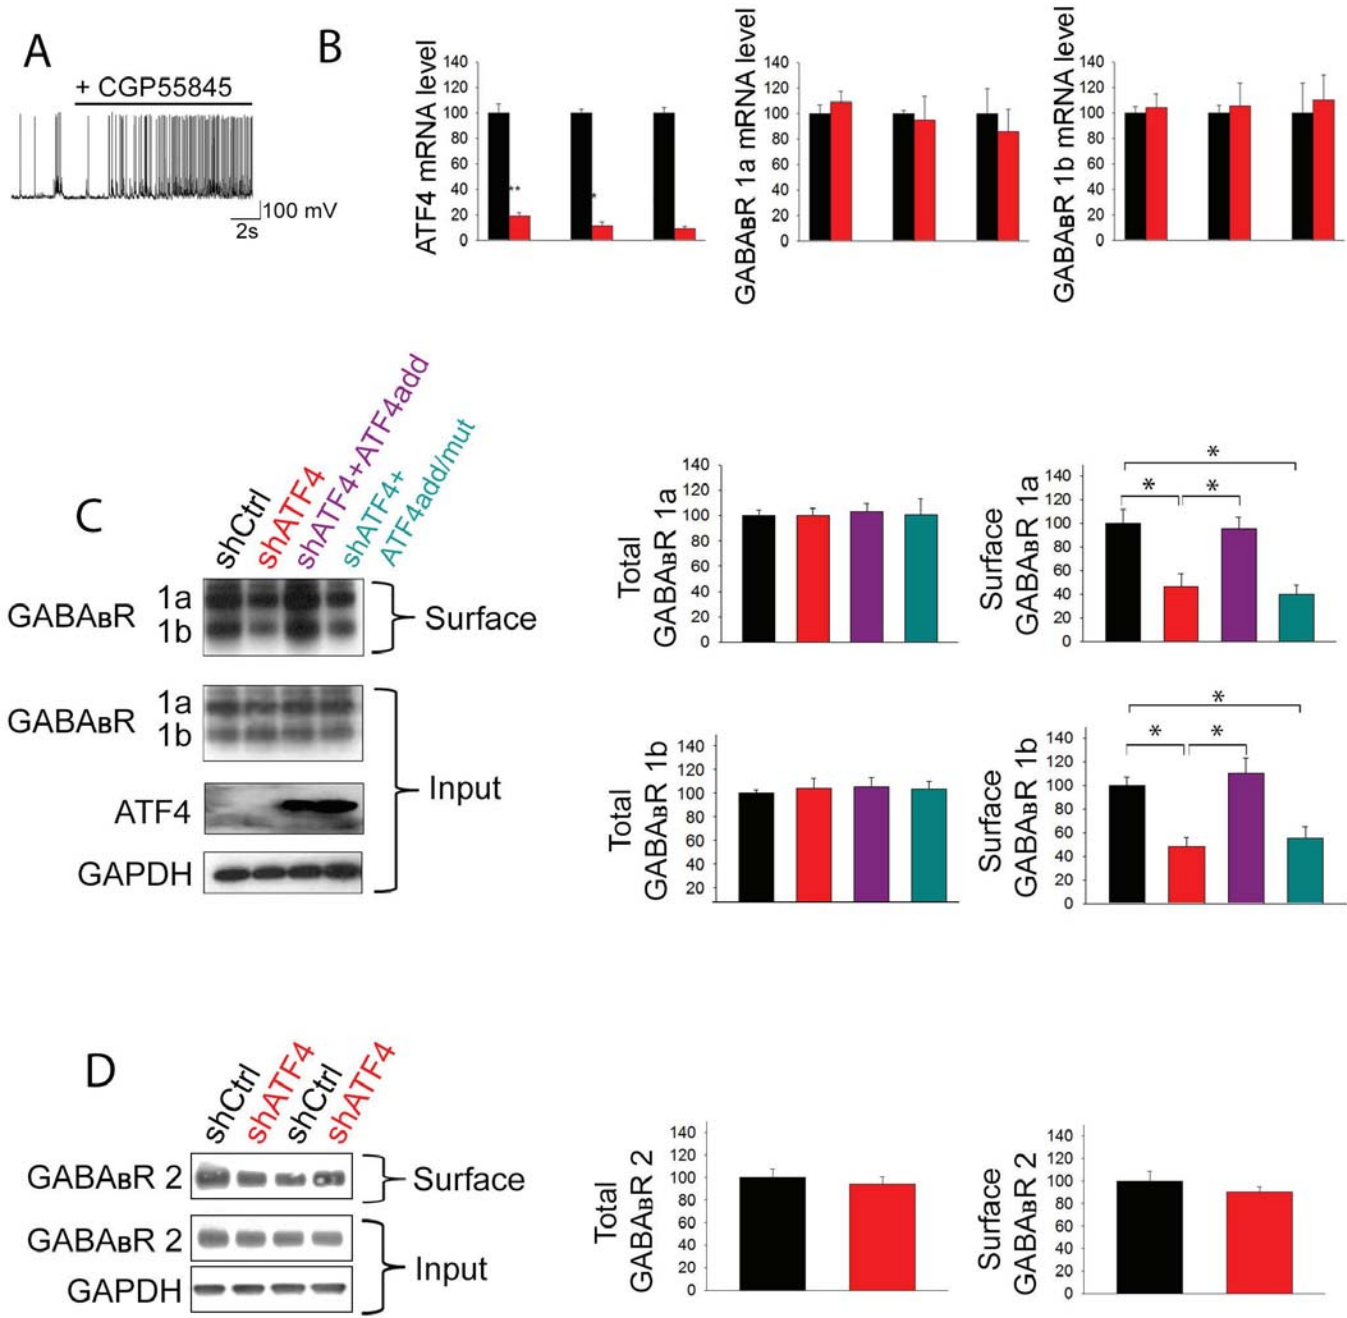 A
+ CGP55845
100 mV
2s
B
ATF4 mRNA level
140
120
100
80
60
40
20
0
**
*
GABABR 1a mRNA level
140
120
100
80
60
40
20
0
GABABR 1b mRNA level
140
120
100
80
60
40
20
0
C
shCtrl
shATF4
shATF4+ATF4add
shATF4+
ATF4add/mut
GABABR
1a
1b
Surface
GABABR
1a
1b
ATF4
GAPDH
Input
Total
GABABR 1a
140
120
100
80
60
40
20
0
Surface
GABABR 1a
140
120
100
80
60
40
20
0
*
*
*
Total
GABABR 1b
140
120
100
80
60
40
20
Surface
GABABR 1b
140
120
100
80
60
40
20
0
*
*
*
D
shCtrl
shATF4
shCtrl
shATF4
GABABR 2
Surface
GABABR 2
GAPDH
Input
Total
GABABR 2
140
120
100
80
60
40
20
0
Surface
GABABR 2
140
120
100
80
60
40
20
0